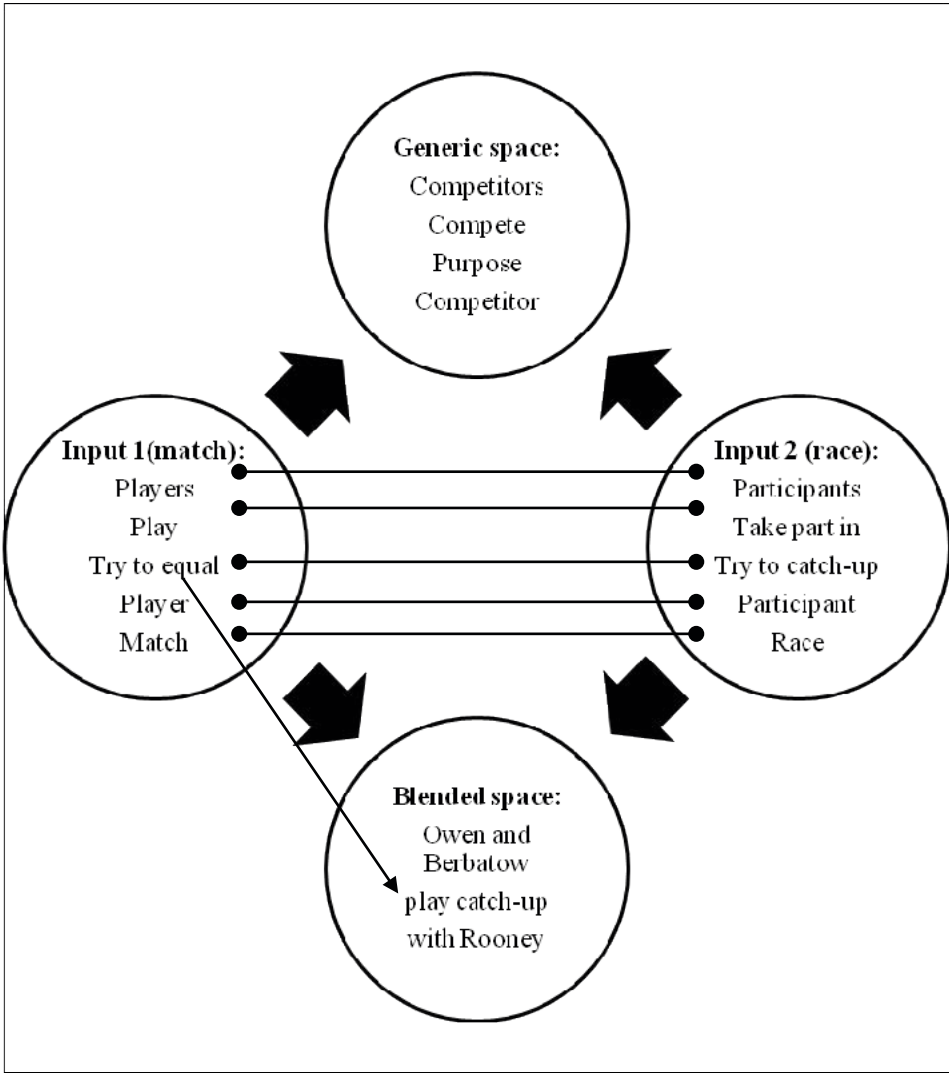 Generic space:
Competitors
Compete
Purpose
Competitor
Input 1(match):
Players
Play
Try to equal
Player
Match
Input 2 (race):
Participants
Take part in
Try to catch-up
Participant
Race
Blended space:
Owen and
Berbatow
play catch-up
with Rooney